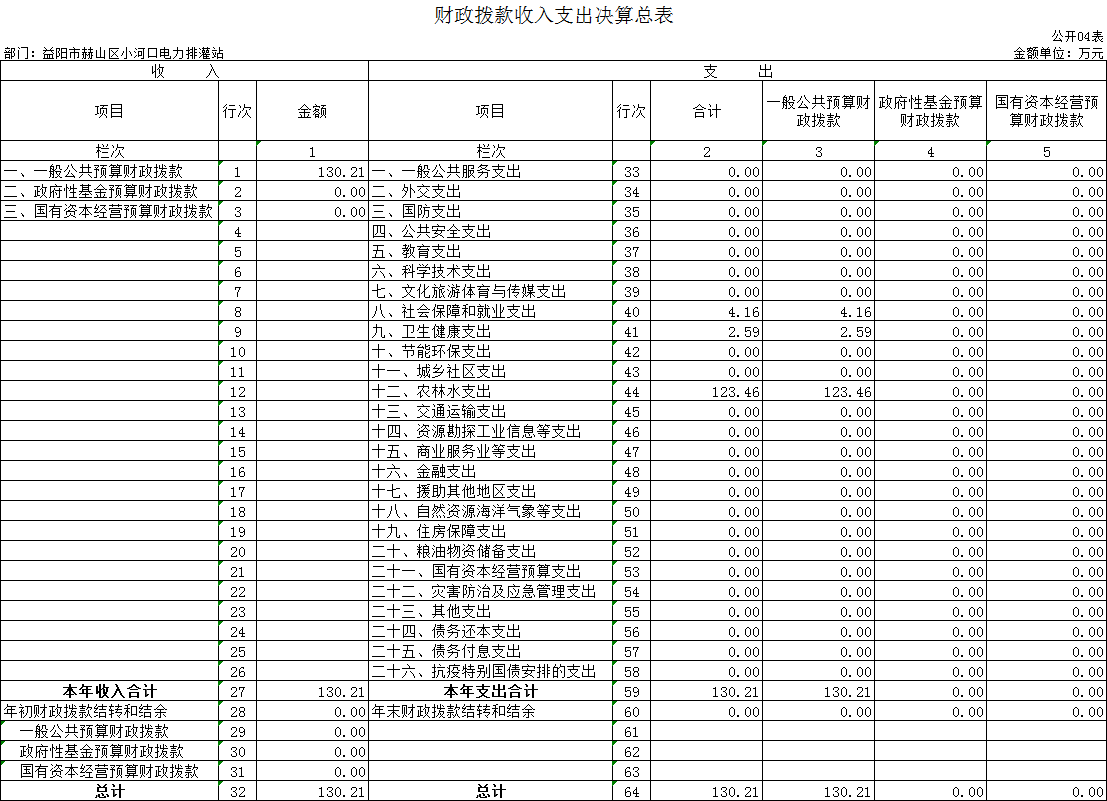 财政拨款收入支出决算总表
公开04表
部门：益阳市赫山区小河口电力排灌站 金额单位：万元
收 入 支 出
项目 行次 金额 项目 行次 合计 一般公共预算财政拨款 政府性基金预算财政拨款 国有资本经营预算财政拨款
栏次 1 栏次 2 3 4 5
一、一般公共预算财政拨款 1 130.21 一、一般公共服务支出 33 0.00 0.00 0.00 0.00
二、政府性基金预算财政拨款 2 0.00 二、外交支出 34 0.00 0.00 0.00 0.00
三、国有资本经营预算财政拨款 3 0.00 三、国防支出 35 0.00 0.00 0.00 0.00
4 四、公共安全支出 36 0.00 0.00 0.00 0.00
5 五、教育支出 37 0.00 0.00 0.00 0.00
6 六、科学技术支出 38 0.00 0.00 0.00 0.00
7 七、文化旅游体育与传媒支出 39 0.00 0.00 0.00 0.00
8 八、社会保障和就业支出 40 4.16 4.16 0.00 0.00
9 九、卫生健康支出 41 2.59 2.59 0.00 0.00
10 十、节能环保支出 42 0.00 0.00 0.00 0.00
11 十一、城乡社区支出 43 0.00 0.00 0.00 0.00
12 十二、农林水支出 44 123.46 123.46 0.00 0.00
13 十三、交通运输支出 45 0.00 0.00 0.00 0.00
14 十四、资源勘探工业信息等支出 46 0.00 0.00 0.00 0.00
15 十五、商业服务业等支出 47 0.00 0.00 0.00 0.00
16 十六、金融支出 48 0.00 0.00 0.00 0.00
17 十七、援助其他地区支出 49 0.00 0.00 0.00 0.00
18 十八、自然资源海洋气象等支出 50 0.00 0.00 0.00 0.00
19 十九、住房保障支出 51 0.00 0.00 0.00 0.00
20 二十、粮油物资储备支出 52 0.00 0.00 0.00 0.00
21 二十一、国有资本经营预算支出 53 0.00 0.00 0.00 0.00
22 二十二、灾害防治及应急管理支出 54 0.00 0.00 0.00 0.00
23 二十三、其他支出 55 0.00 0.00 0.00 0.00
24 二十四、债务还本支出 56 0.00 0.00 0.00 0.00
25 二十五、债务付息支出 57 0.00 0.00 0.00 0.00
26 二十六、抗疫特别国债安排的支出 58 0.00 0.00 0.00 0.00
本年收入合计 27 130.21 本年支出合计 59 130.21 130.21 0.00 0.00
年初财政拨款结转和结余 28 0.00 年末财政拨款结转和结余 60 0.00 0.00 0.00 0.00
一般公共预算财政拨款 29 0.00 61
政府性基金预算财政拨款 30 0.00 62
国有资本经营预算财政拨款 31 0.00 63
总计 32 130.21 总计 64 130.21 130.21 0.00 0.00